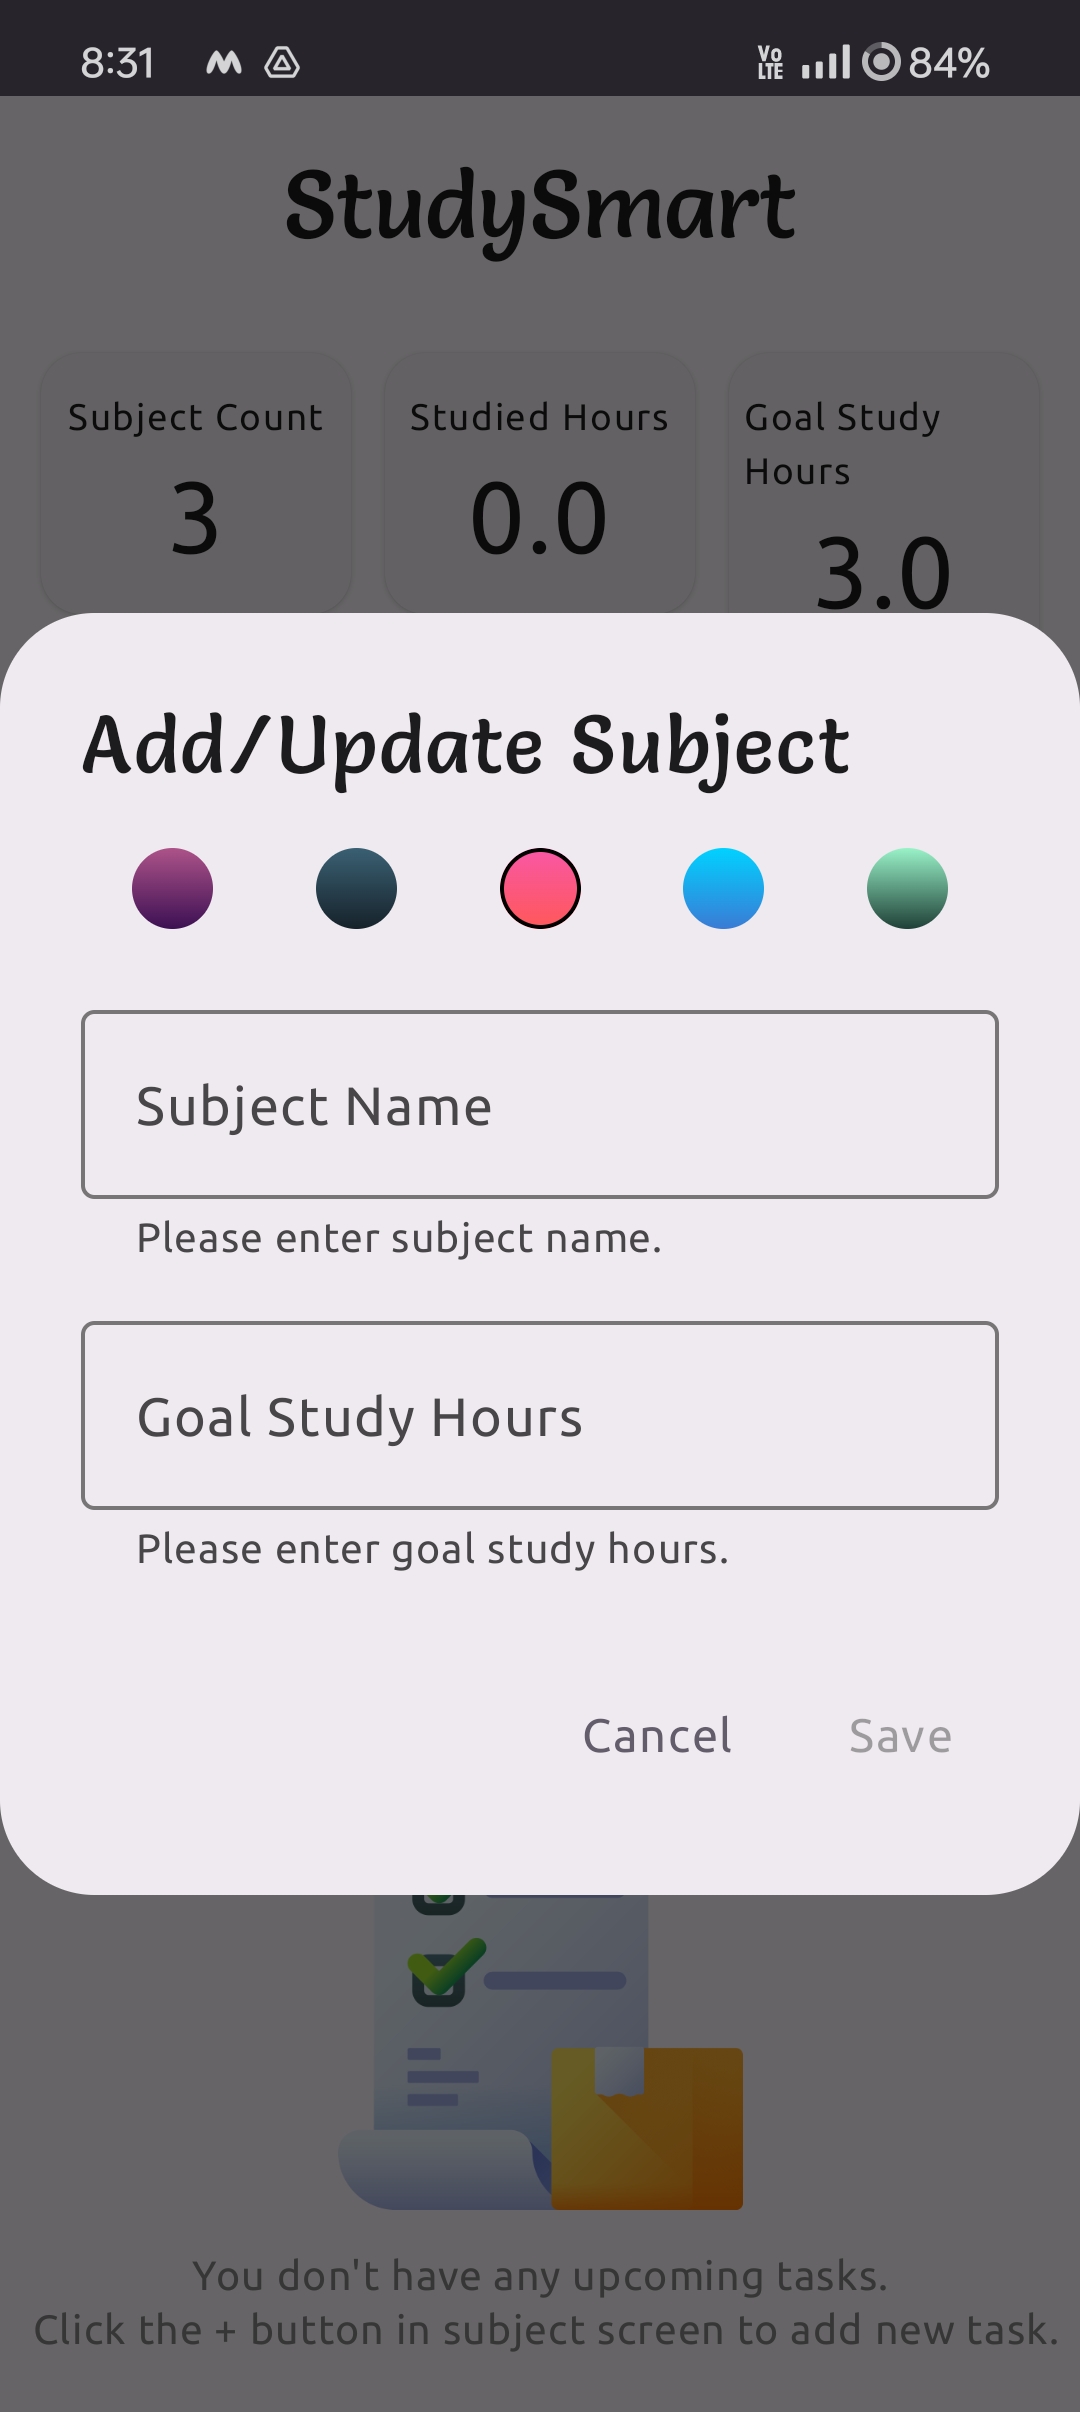 8:31
Vo
LTE
84%
StudySmart
Subject Count
3
Studied Hours
0.0
Goal Study
Hours
3.0
Add/Update Subject
Subject Name
Please enter subject name.
Goal Study Hours
Please enter goal study hours.
Cancel
Save
You don't have any upcoming tasks.
Click the + button in subject screen to add new task.